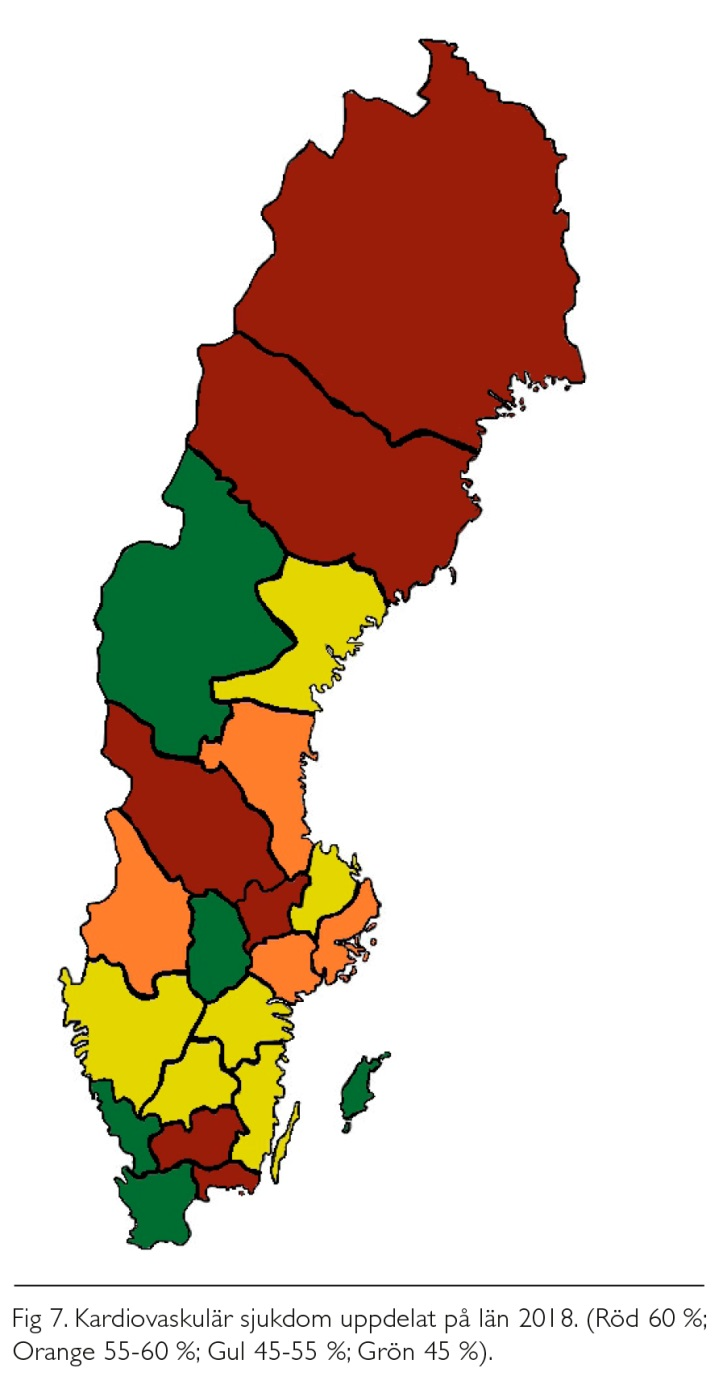 Fig 7. Kardiovaskulär sjukdom uppdelat på län 2018. (Röd 60 %;
Orange 55-60 %; Gul 45-55 %; Grön 45 %).